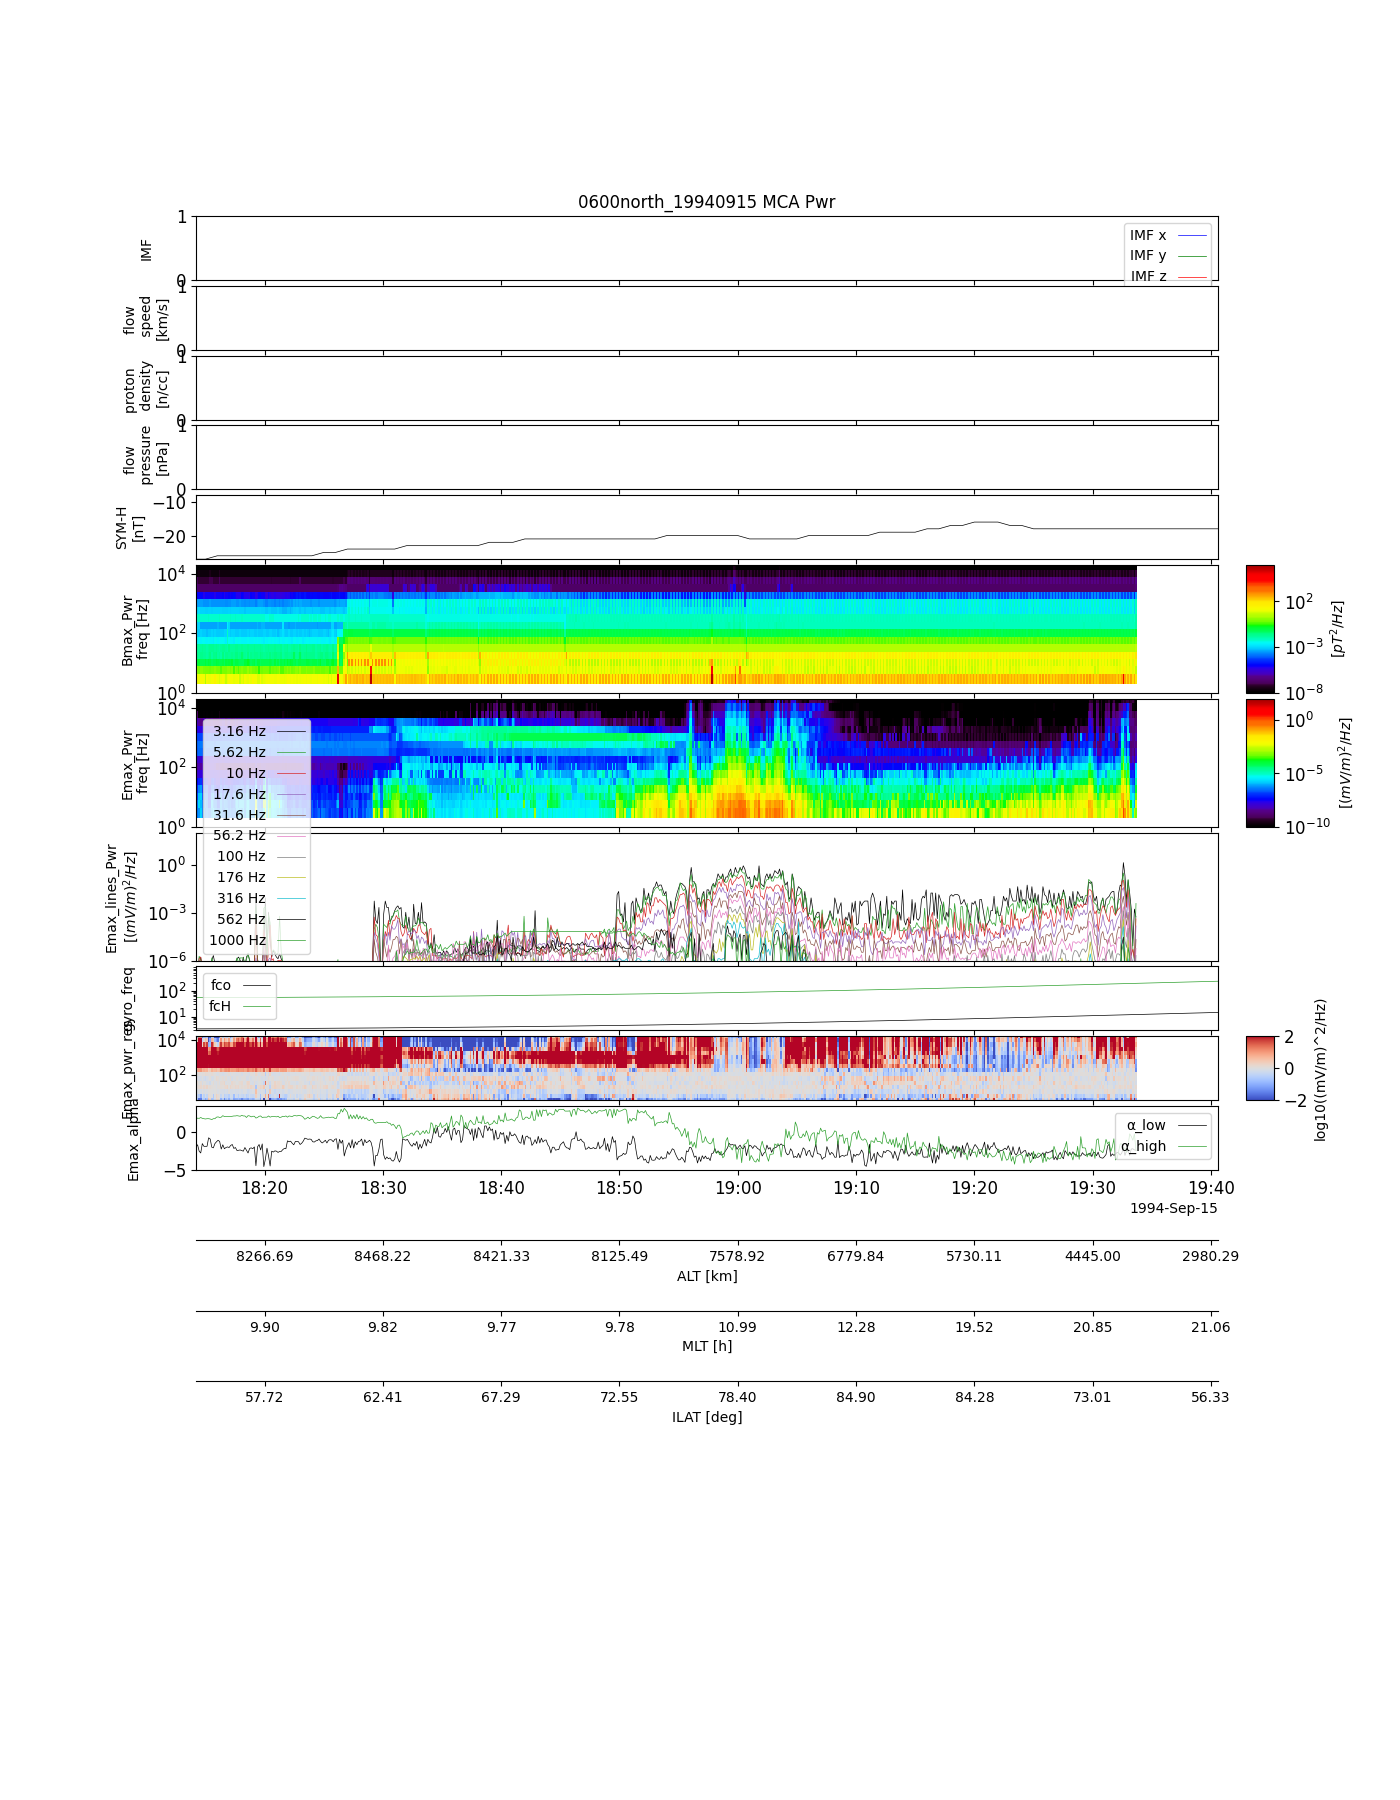 0600north_19940915 MCA Pwr
1
0
IMF
IMF x
IMF y
IMF z
1
0
flow
speed
[km/s]
1
0
proton
density
[n/cc]
1
0
flow
pressure
[nPa]
−10
−20
SYM-H
[nT]
10^4
10^2
10^0
Bmax_Pwr
freq [Hz]
10^2
10^−3
10^−8
[pT^2/Hz]
10^4
10^2
10^0
Emax_Pwr
freq [Hz]
10^0
10^−5
10^−10
[(mV/m)^2/Hz]
3.16 Hz
5.62 Hz
10 Hz
17.6 Hz
31.6 Hz
56.2 Hz
100 Hz
176 Hz
316 Hz
562 Hz
1000 Hz
10^0
10^−3
10^−6
Emax_lines_Pwr
[(mV/m)^2/Hz]
10^2
10^1
gyro_freq
fco
fcH
10^4
10^2
Emax_pwr_reg
2
0
−2
log10((mV/m)^2/Hz)
0
−5
Emax_alpha
α_low
α_high
18:20 18:30 18:40 18:50 19:00 19:10 19:20 19:30 19:40
1994-Sep-15
8266.69 8468.22 8421.33 8125.49 7578.92 6779.84 5730.11 4445.00 2980.29
ALT [km]
9.90 9.82 9.77 9.78 10.99 12.28 19.52 20.85 21.06
MLT [h]
57.72 62.41 67.29 72.55 78.40 84.90 84.28 73.01 56.33
ILAT [deg]